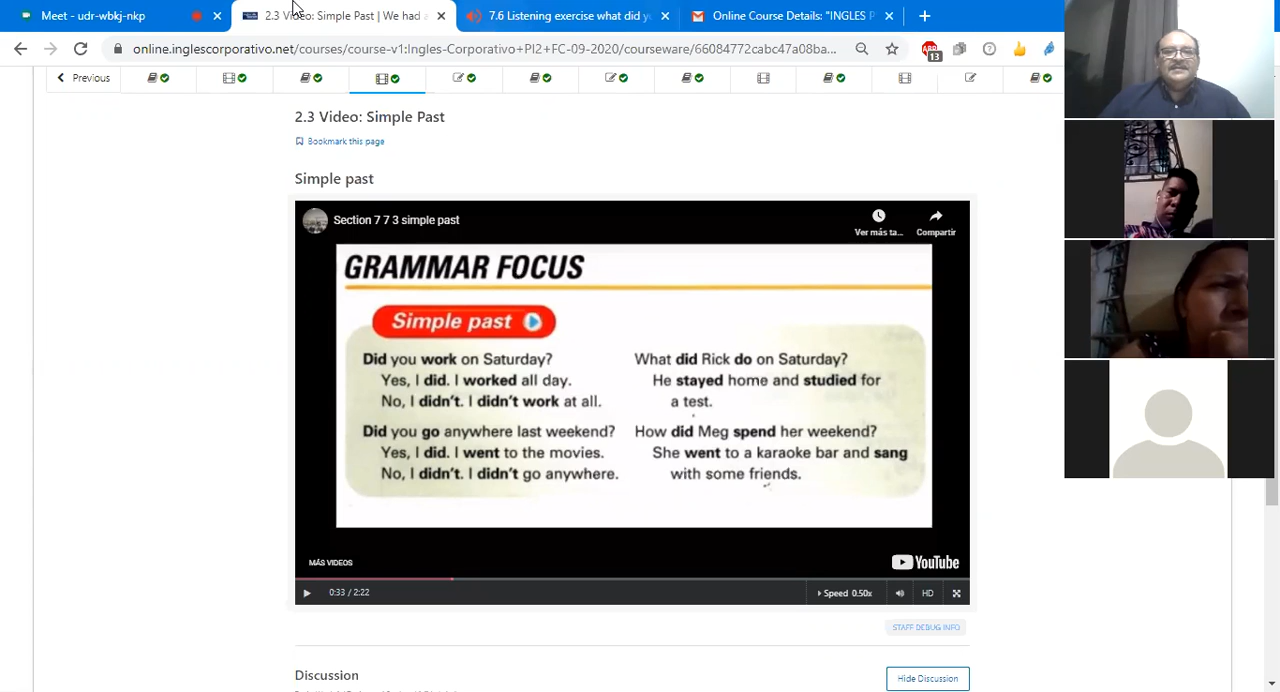 Meet - udr-wbkj-nkp
2.3 Video: Simple Past | We had a
7.6 Listening exercise what did yo
Online Course Details: "INGLES P
online.inglescorporativo.net/courses/course-v1:Ingles-Corporativo+PI2+FC-09-2020/courseware/66084772cabc47a08ba...
ABP
13
Previous
2.3 Video: Simple Past
Bookmark this page
Simple past
Section 7 7 3 simple past
Ver más ta...
Compartir
GRAMMAR FOCUS
Simple past
Did you work on Saturday?
Yes, I did. I worked all day.
No, I didn't. I didn't work at all.
Did you go anywhere last weekend?
Yes, I did. I went to the movies.
No, I didn't. I didn't go anywhere.
What did Rick do on Saturday?
He stayed home and studied for
a test.
How did Meg spend her weekend?
She went to a karaoke bar and sang
with some friends.
MÁS VIDEOS
YouTube
0:33 / 2:22
Speed 0.50x
HD
STAFF DEBUG INFO
Discussion
Hide Discussion